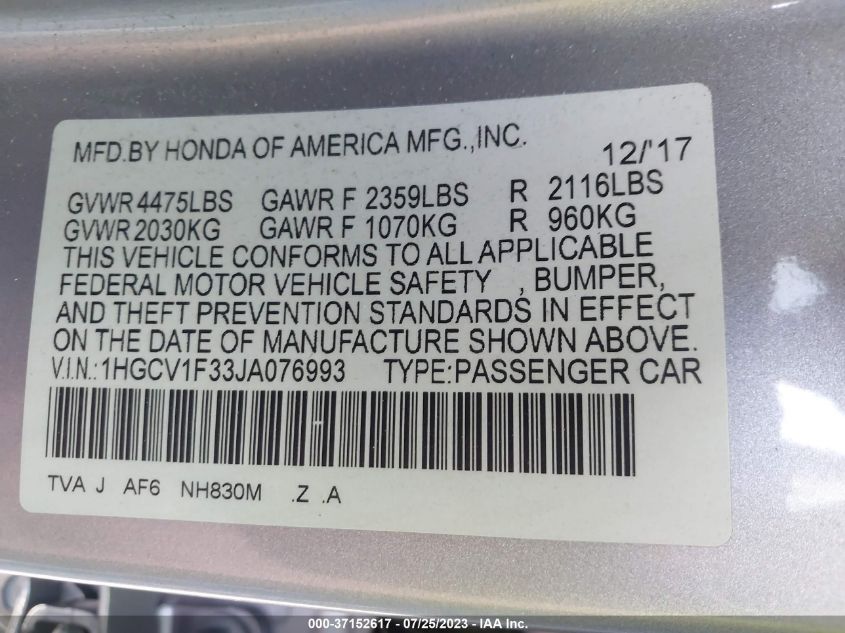 MFD.BY HONDA OF AMERICA MFG.,INC. 12/'17
GVWR 4475LBS GAWR F 2359LBS R 2116LBS
GVWR 2030KG GAWR F 1070KG R 960KG
THIS VEHICLE CONFORMS TO ALL APPLICABLE
FEDERAL MOTOR VEHICLE SAFETY , BUMPER,
AND THEFT PREVENTION STANDARDS IN EFFECT
ON THE DATE OF MANUFACTURE SHOWN ABOVE.
V.I.N.:1HGCV1F33JA076993 TYPE:PASSENGER CAR
TVA J AF6 NH830M .Z .A
000-37152617 - 07/25/2023 - IAA Inc.